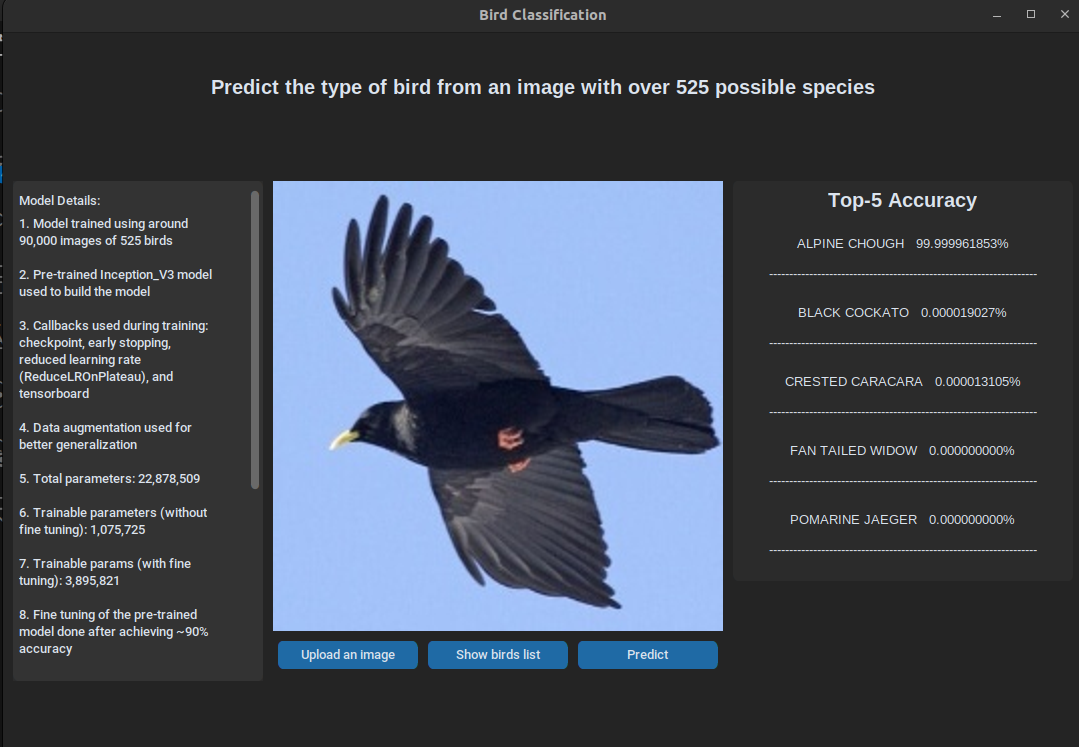 Bird Classification
Predict the type of bird from an image with over 525 possible species
Model Details:
1. Model trained using around
90,000 images of 525 birds
2. Pre-trained Inception_V3 model
used to build the model
3. Callbacks used during training:
checkpoint, early stopping,
reduced learning rate
(ReduceLROnPlateau), and
tensorboard
4. Data augmentation used for
better generalization
5. Total parameters: 22,878,509
6. Trainable parameters (without
fine tuning): 1,075,725
7. Trainable params (with fine
tuning): 3,895,821
8. Fine tuning of the pre-trained
model done after achieving ~90%
accuracy
Upload an image
Show birds list
Predict
Top-5 Accuracy
ALPINE CHOUGH 99.999961853%
BLACK COCKATO 0.000019027%
CRESTED CARACARA 0.000013105%
FAN TAILED WIDOW 0.000000000%
POMARINE JAEGER 0.000000000%